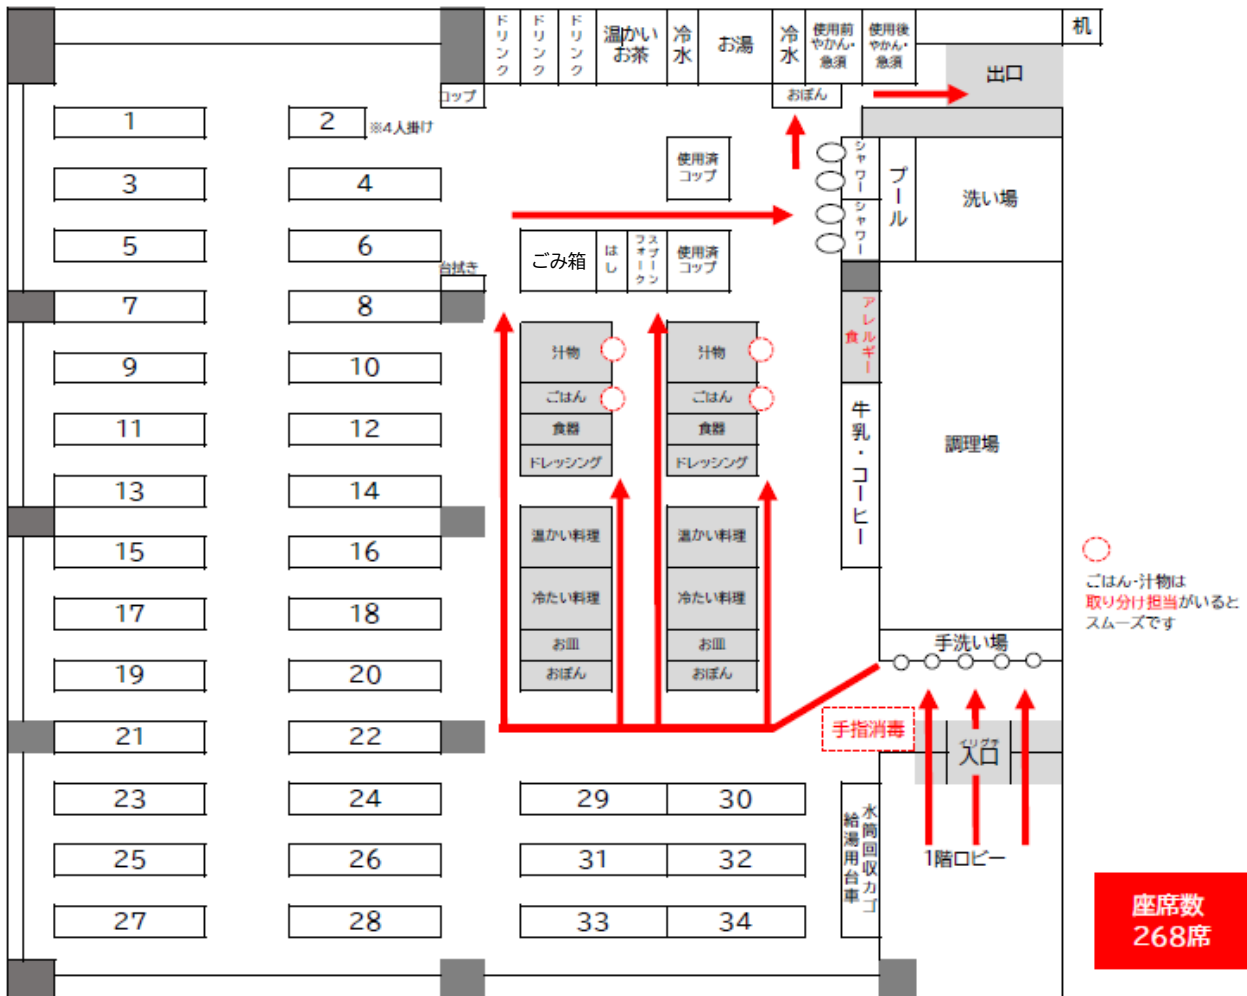 ドリンク
ドリンク
ドリンク
温かい
お茶
冷水
お湯
冷水
使用前
やかん・
急須
使用後
やかん・
急須
机
出口
コップ
おぼん
1
2
※4人掛け
使用済
コップ
シャワー
プール
洗い場
3
4
シャワー
5
6
台拭き
ごみ箱
はし
スプーン
フォーク
使用済
コップ
7
8
アレルギー
食
汁物
汁物
9
10
ごはん
ごはん
11
12
食器
食器
牛乳・コーヒー
調理場
ドレッシング
ドレッシング
13
14
温かい料理
温かい料理
15
16
ごはん・汁物は
取り分け担当がいると
スムーズです
冷たい料理
冷たい料理
17
18
お皿
お皿
手洗い場
19
20
おぼん
おぼん
21
22
手指消毒
イリグチ
入口
23
24
29
30
水筒回収カゴ
給湯用台車
25
26
31
32
1階ロビー
27
28
33
34
座席数
268席